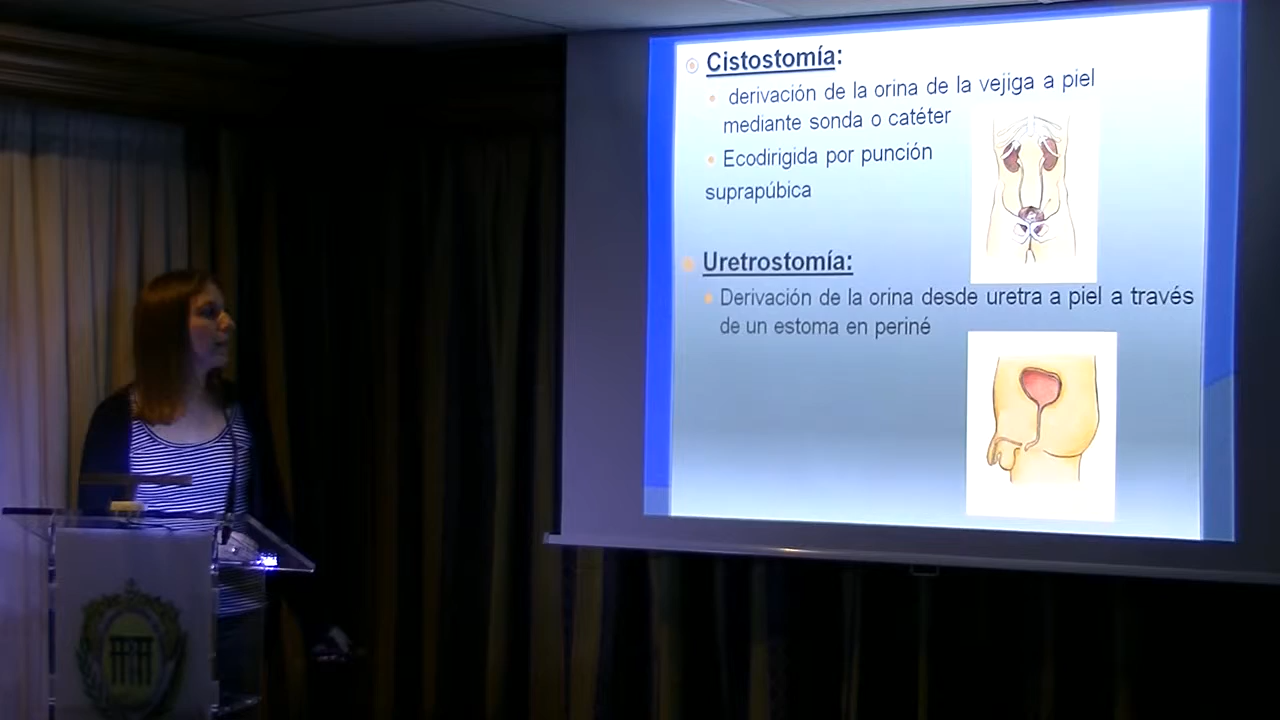 Cistostomía:
derivación de la orina de la vejiga a piel
mediante sonda o catéter
Ecodirigida por punción
suprapúbica
Uretrostomía:
Derivación de la orina desde uretra a piel a través
de un estoma en periné